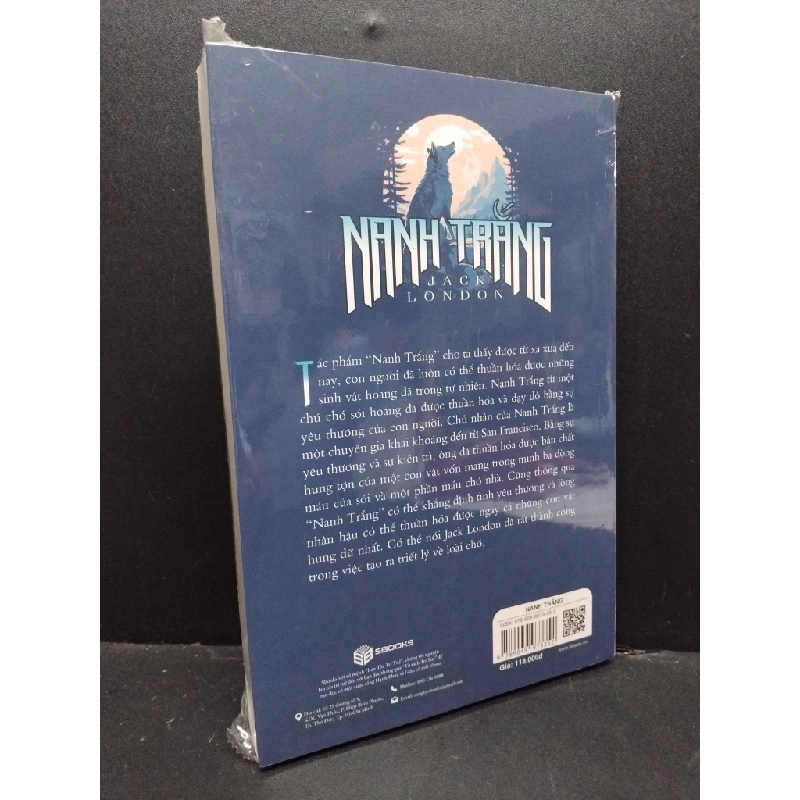 NANH TRẮNG
JACK
LONDON
Tác phẩm "Nanh Trắng" cho ta thấy được từ xa xưa đến
nay, con người đã luôn có thể thuần hóa được những
sinh vật hoang dã trong tự nhiên. Nanh Trắng từ một
chú chó sói hoang đã được thuần hóa và dạy dỗ bằng sự
yêu thương của con người. Chủ nhân của Nanh Trắng là
một chuyên gia khai khoáng đến từ San Francisco. Bằng sự
yêu thương và sự kiên trì, ông đã thuần hóa được bản chất
hung tợn của một con vật vốn mang trong mình ba dòng
máu của sói và một phần máu chó nhà. Cũng thông qua
"Nanh Trắng" có thể khẳng định tình yêu thương và lòng
nhân hậu có thể thuần hóa được ngay cả những con vật
hung dữ nhất. Có thể nói Jack London đã rất thành công
trong việc tạo ra triết lý về loài chó.
NANH TRẮNG
SBOOKS
Giá: 118.000đ